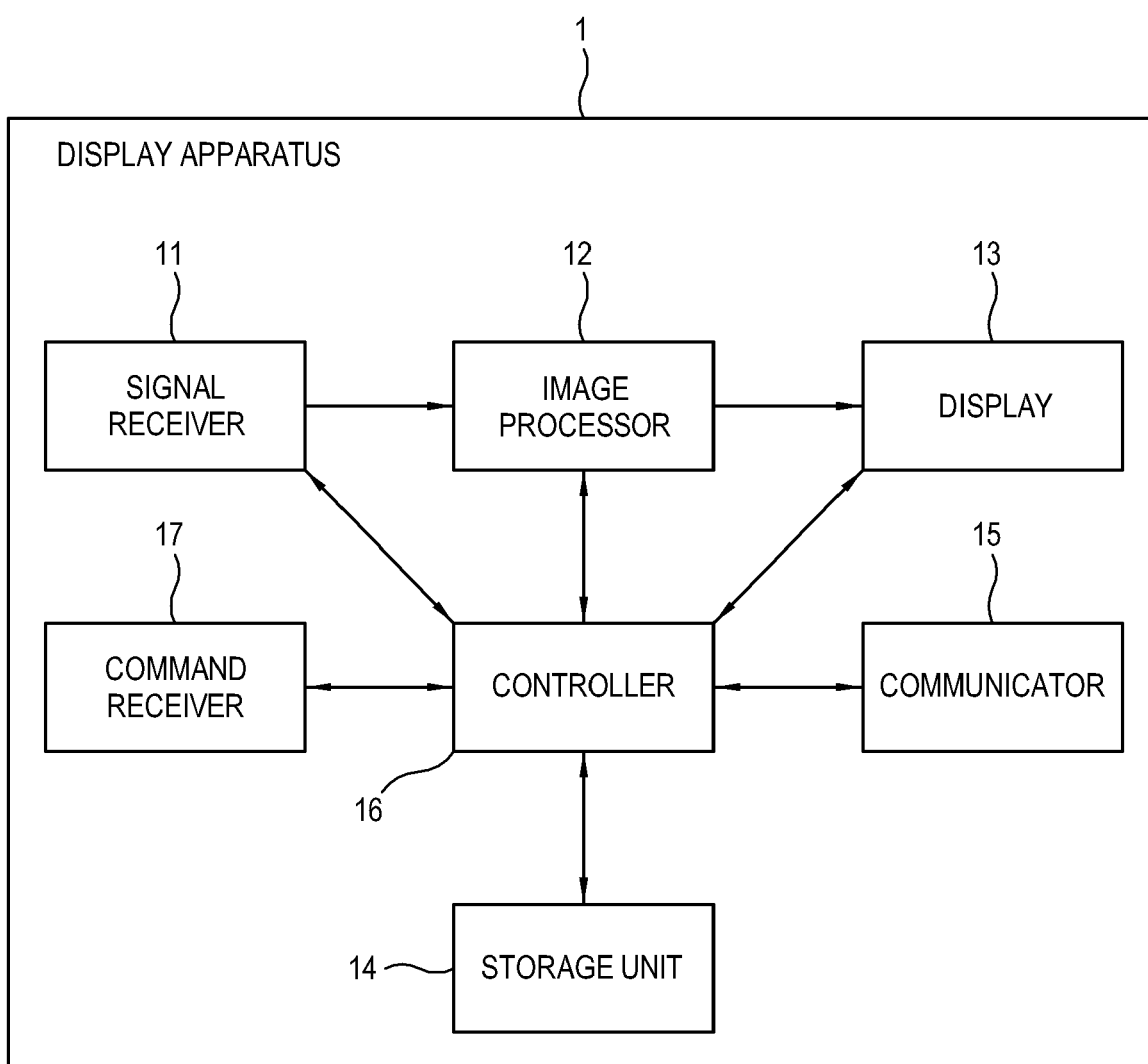 1
DISPLAY APPARATUS
11
12
13
SIGNAL
RECEIVER
IMAGE
PROCESSOR
DISPLAY
17
15
COMMAND
RECEIVER
CONTROLLER
COMMUNICATOR
16
14
STORAGE UNIT